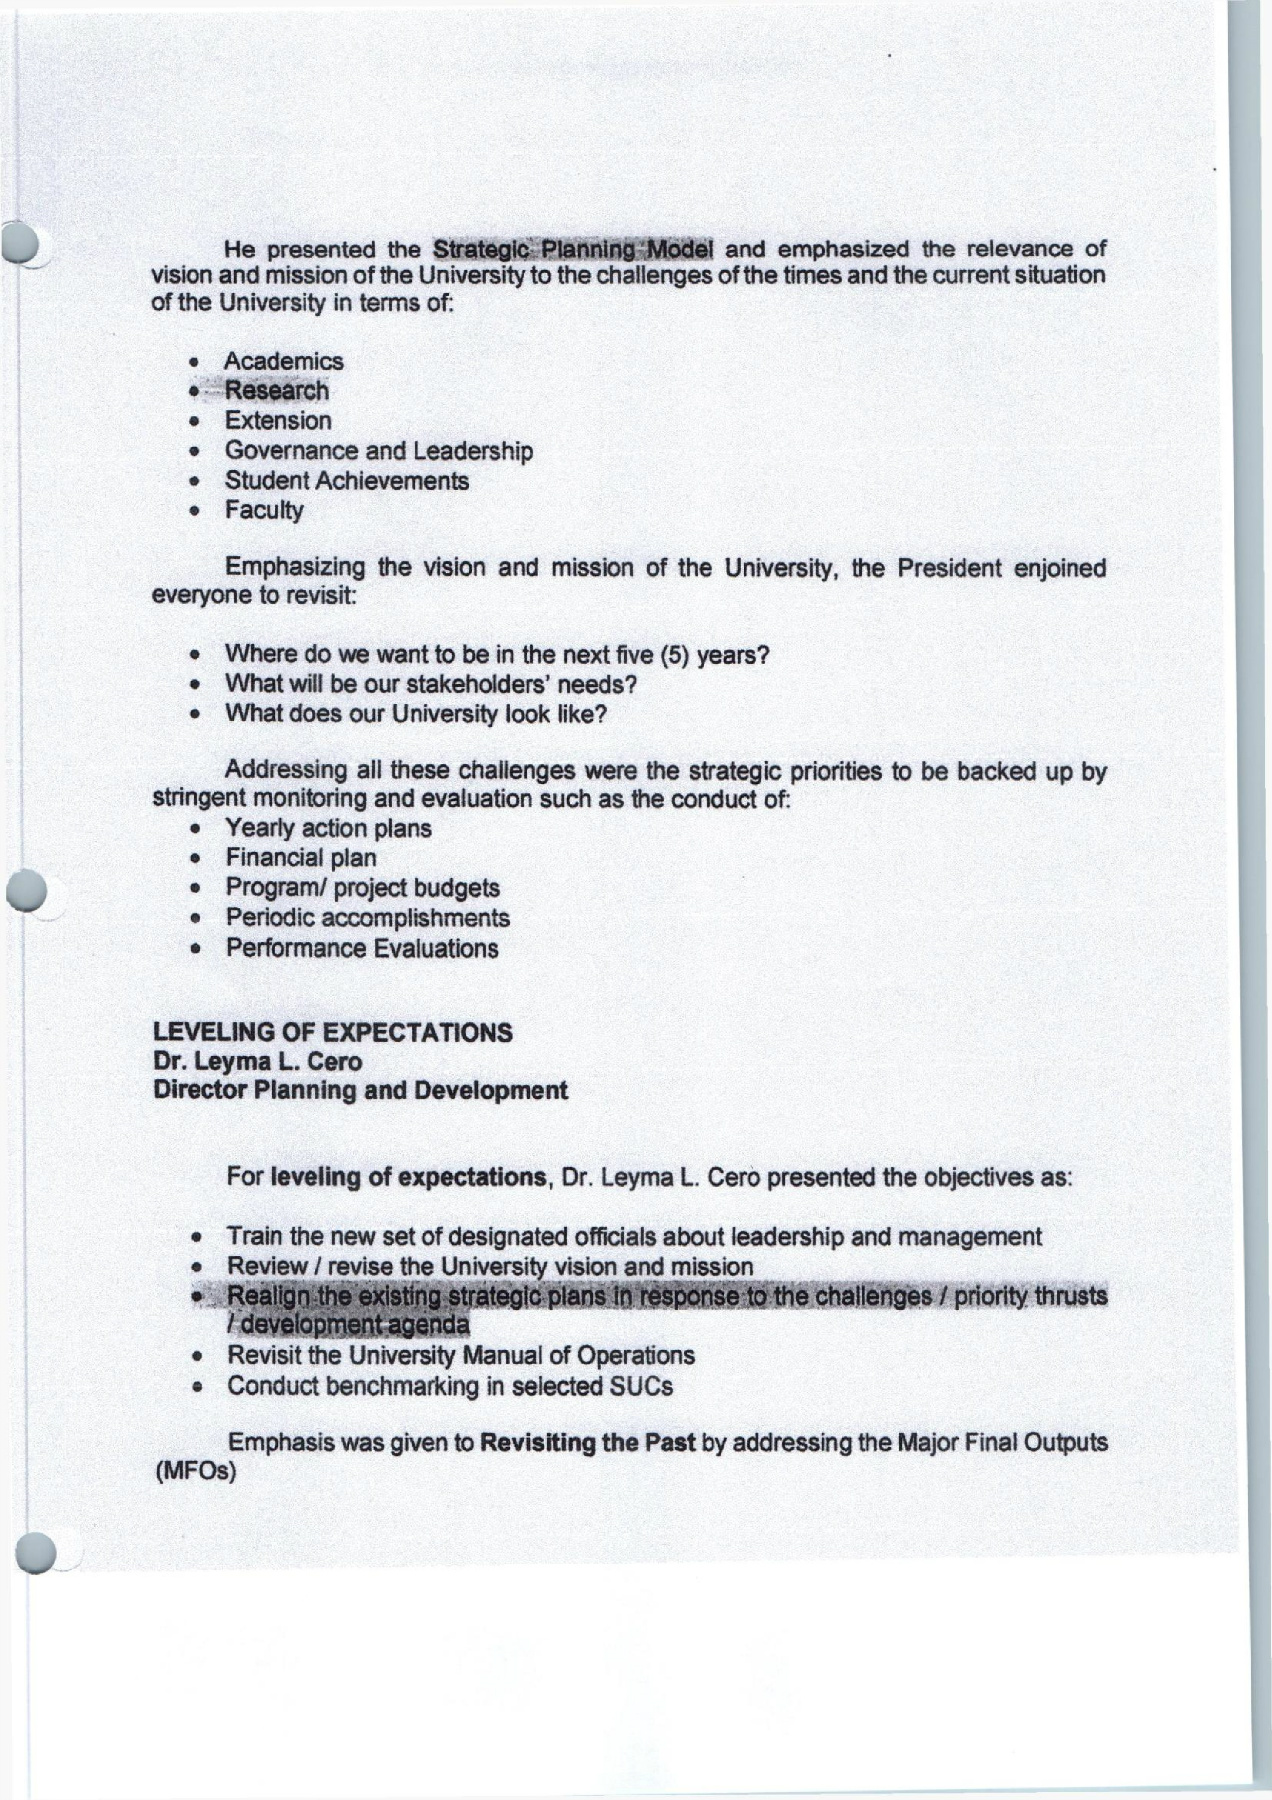 He presented the Strategic Planning Model and emphasized the relevance of
vision and mission of the University to the challenges of the times and the current situation
of the University in terms of:
• Academics
• Research
• Extension
• Governance and Leadership
• Student Achievements
• Faculty
Emphasizing the vision and mission of the University, the President enjoined
everyone to revisit:
• Where do we want to be in the next five (5) years?
• What will be our stakeholders' needs?
• What does our University look like?
Addressing all these challenges were the strategic priorities to be backed up by
stringent monitoring and evaluation such as the conduct of:
• Yearly action plans
• Financial plan
• Program/ project budgets
• Periodic accomplishments
• Performance Evaluations
LEVELING OF EXPECTATIONS
Dr. Leyma L. Cero
Director Planning and Development
For leveling of expectations, Dr. Leyma L. Cero presented the objectives as:
• Train the new set of designated officials about leadership and management
• Review / revise the University vision and mission
• Realign the existing strategic plans in response to the challenges / priority thrusts
/ development agenda
• Revisit the University Manual of Operations
• Conduct benchmarking in selected SUCs
Emphasis was given to Revisiting the Past by addressing the Major Final Outputs
(MFOs)